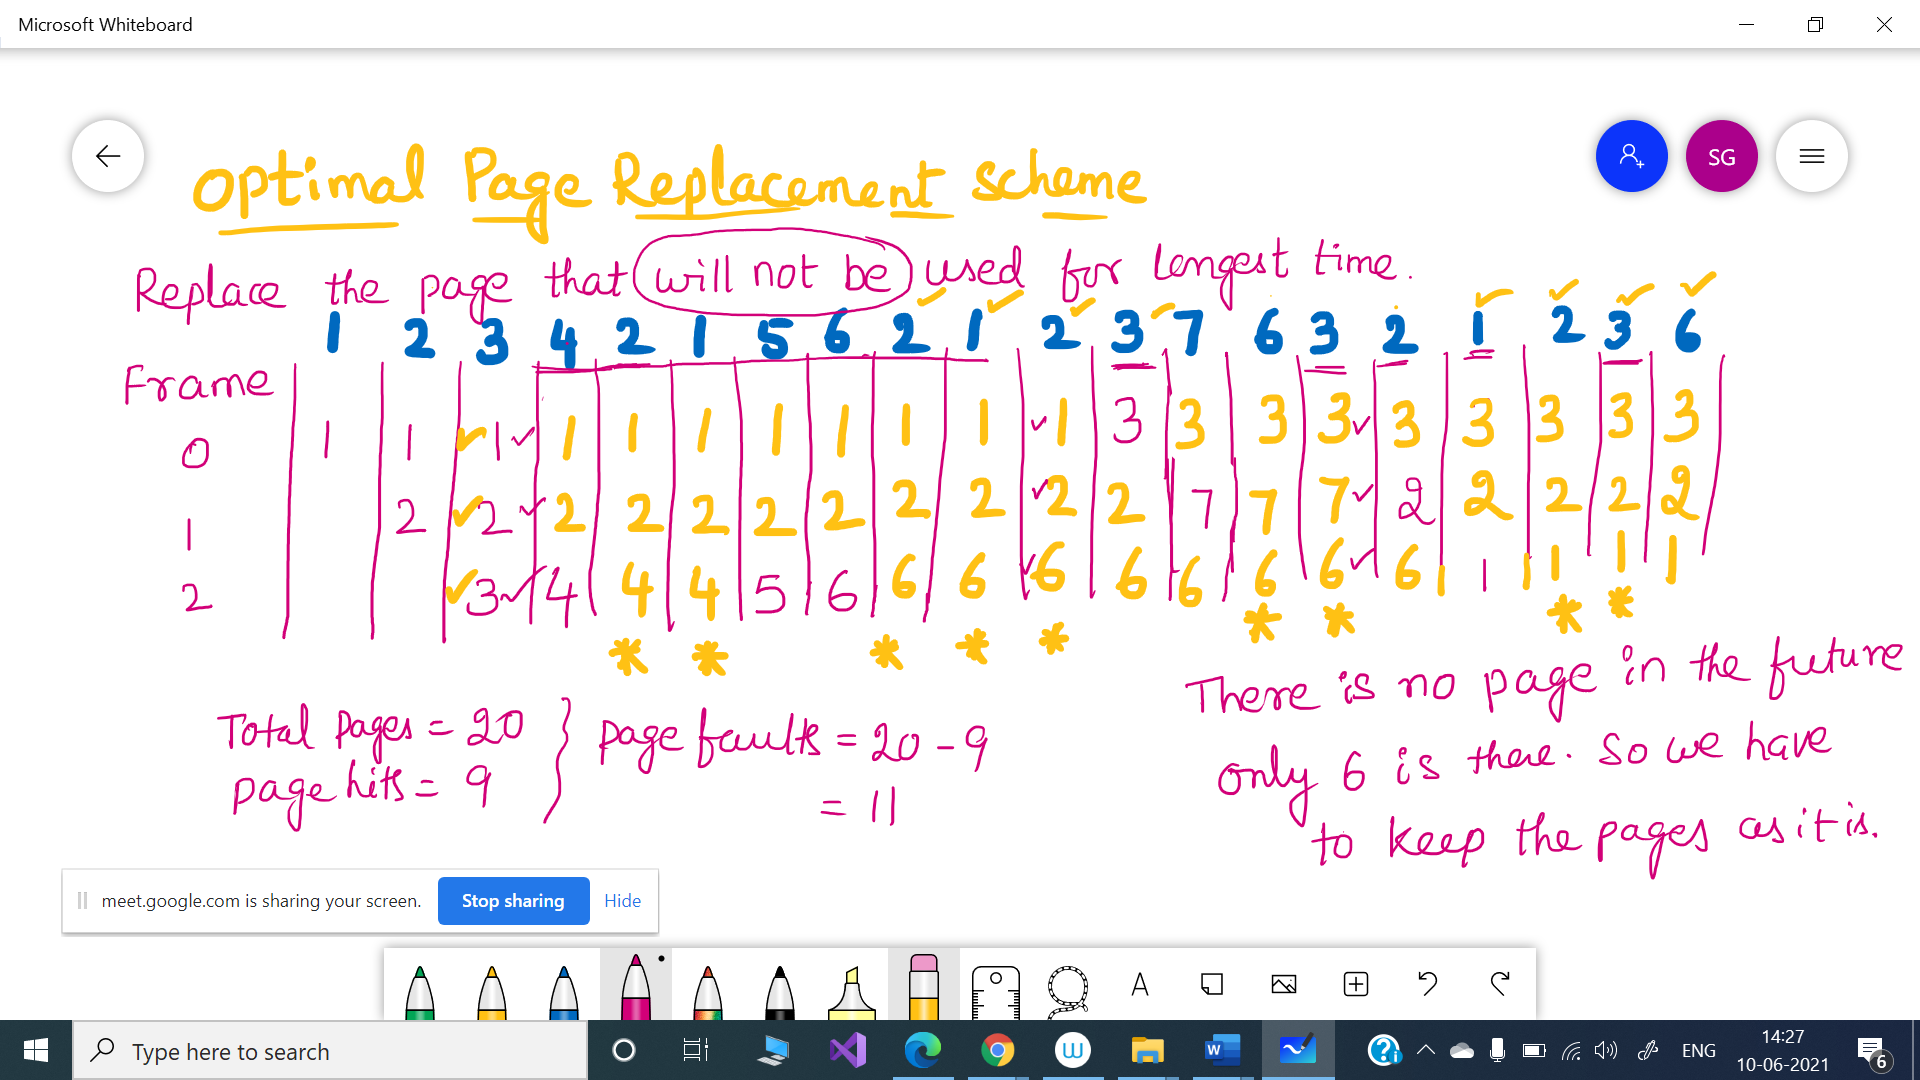 Microsoft Whiteboard
SG
Optimal Page Replacement Scheme
Replace the page that will not be used for longest time.
1 2 3 4 2 1 5 6 2 1 2 3 7 6 3 2 1 2 3 6
Frame
0 1 1 1 1 1 1 1 1 1 1 1 3 3 3 3 3 3 3 3 3
1 2 2 2 2 2 2 2 2 2 2 2 7 7 7 2 2 2 2 2
2 3 4 4 4 5 6 6 6 6 6 6 6 6 6 1 1 1 1
* * * * * * * * *
Total Pages = 20
Page hits = 9
Page faults = 20 - 9
= 11
There is no page in the future
only 6 is there. So we have
to keep the pages as it is.
meet.google.com is sharing your screen. Stop sharing Hide
Type here to search
ENG
14:27
10-06-2021
6